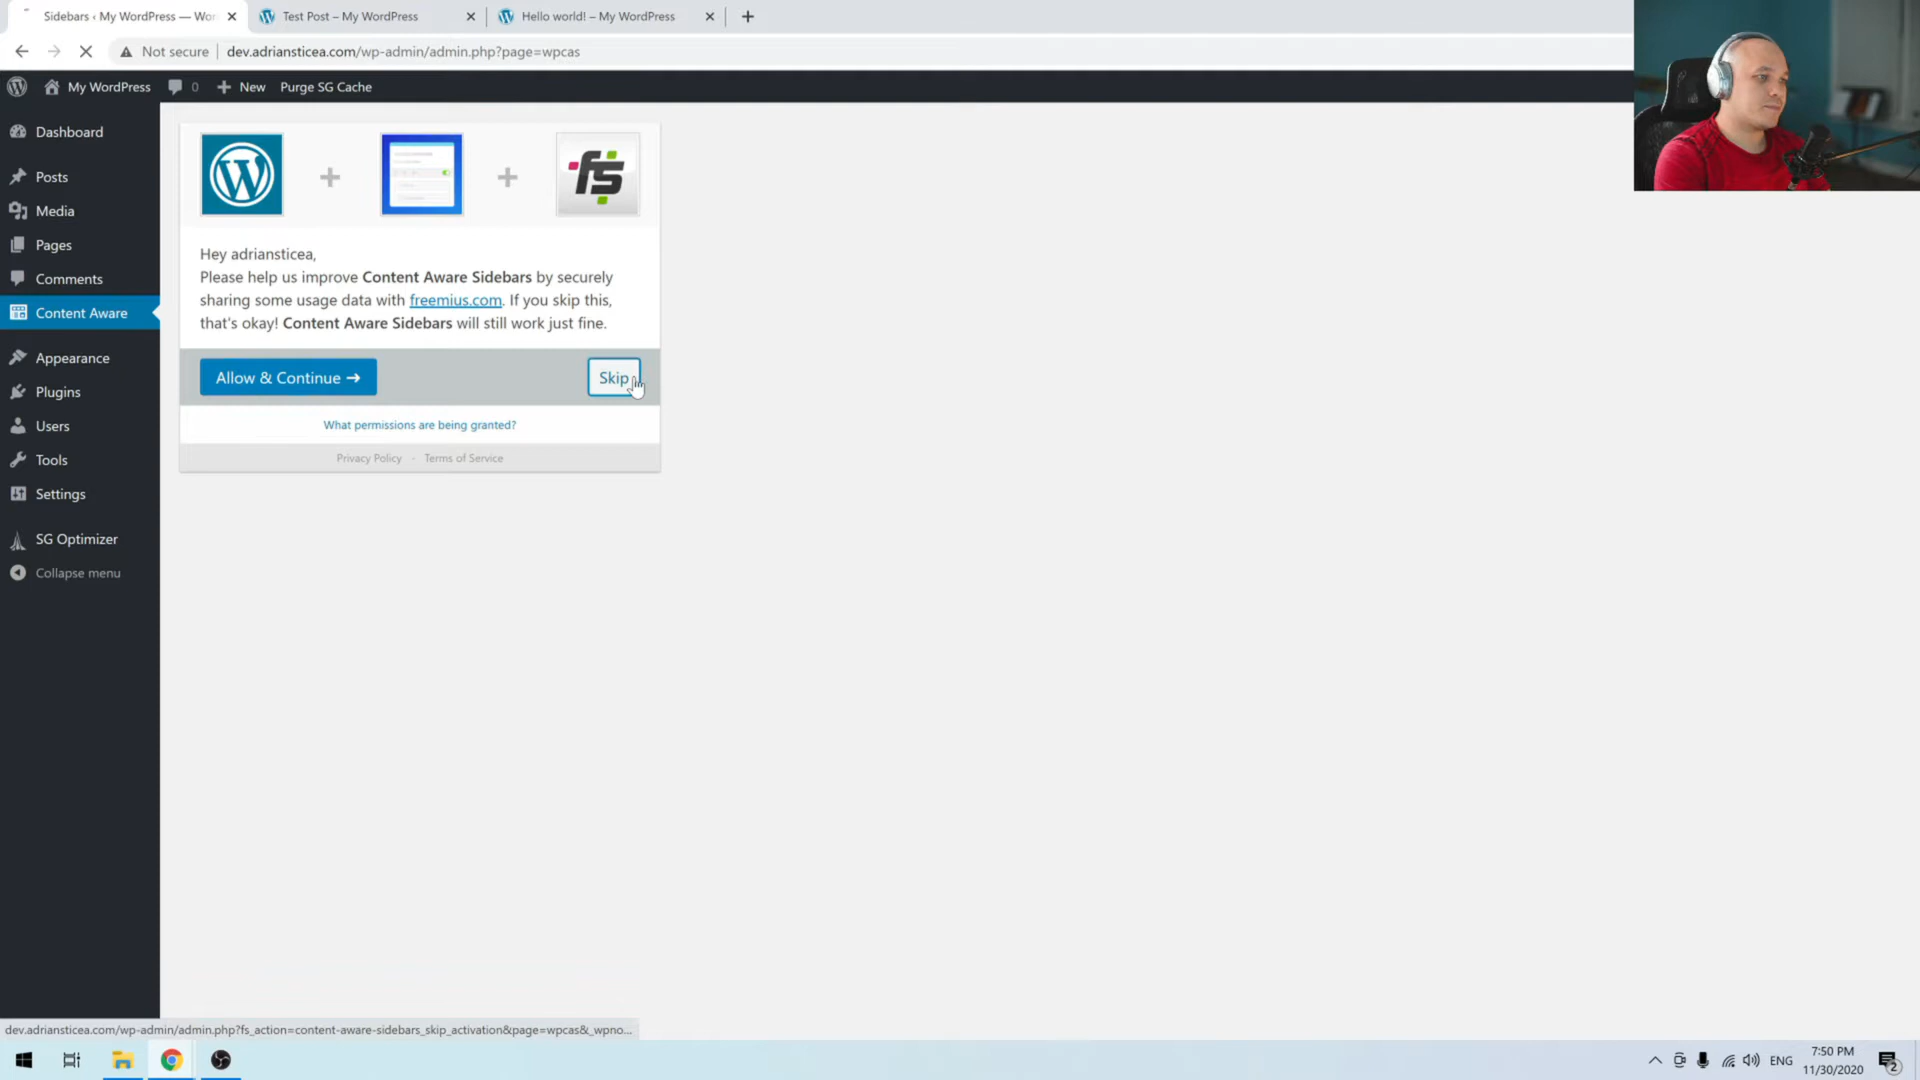 Sidebars ‹ My WordPress — Wor
Test Post – My WordPress
Hello world! – My WordPress
Not secure
dev.adriansticea.com/wp-admin/admin.php?page=wpcas
My WordPress
0
New
Purge SG Cache
Dashboard
Posts
Media
Pages
Comments
Content Aware
Appearance
Plugins
Users
Tools
Settings
SG Optimizer
Collapse menu
fs
Hey adriansticea,
Please help us improve Content Aware Sidebars by securely
sharing some usage data with freemius.com. If you skip this,
that's okay! Content Aware Sidebars will still work just fine.
Allow & Continue →
Skip
What permissions are being granted?
Privacy Policy - Terms of Service
dev.adriansticea.com/wp-admin/admin.php?fs_action=content-aware-sidebars_skip_activation&page=wpcas&_wpno...
ENG
7:50 PM
11/30/2020
2